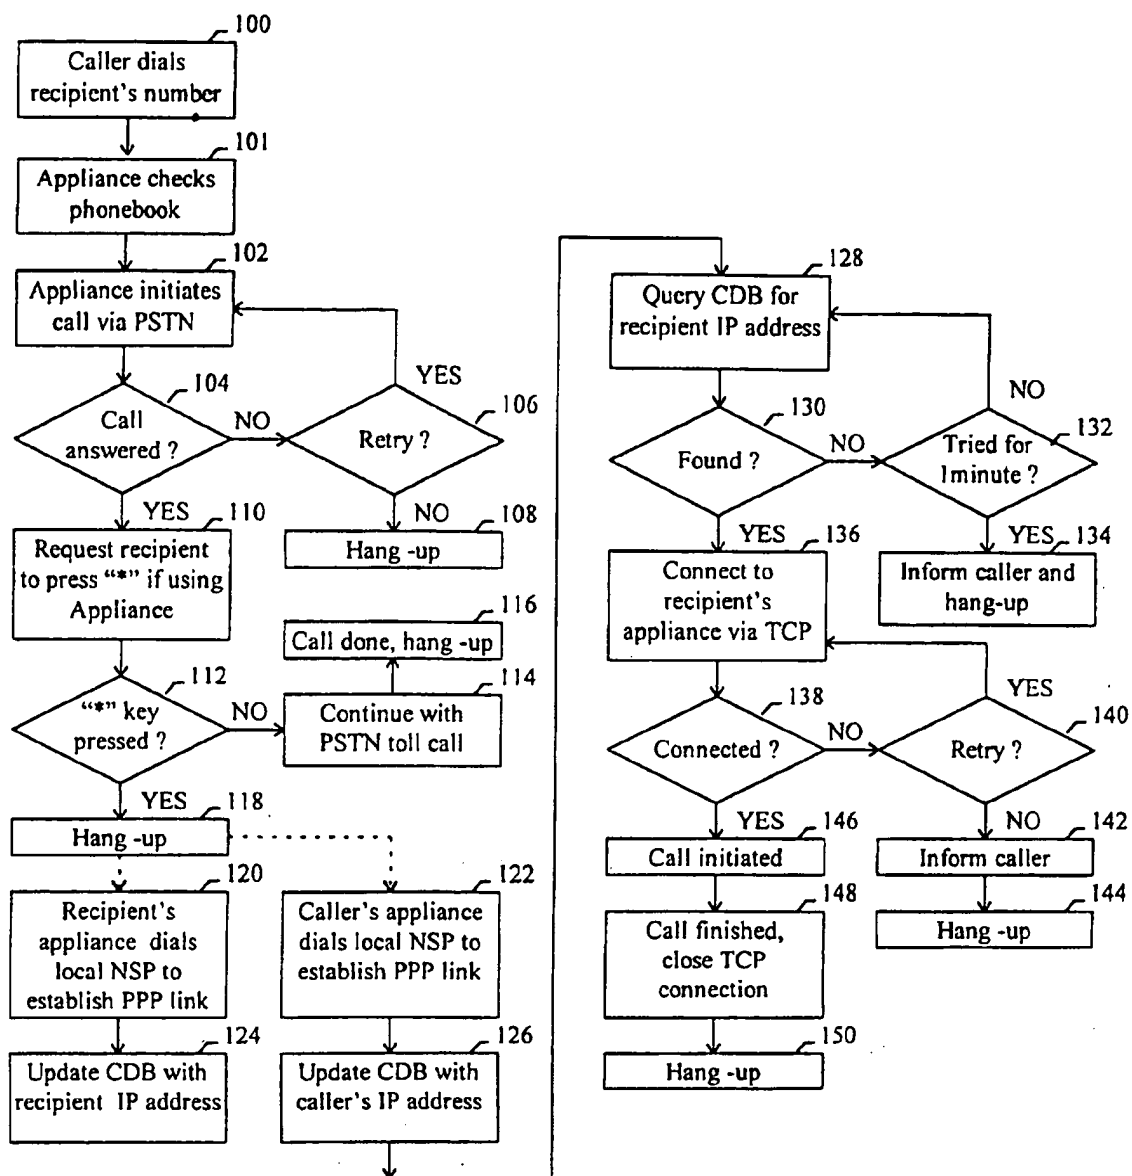 100
Caller dials
recipient's number
101
Appliance checks
phonebook
102
Appliance initiates
call via PSTN
104
Call
answered ?
NO
YES
106
Retry ?
YES
NO
108
Hang -up
110
Request recipient
to press “*” if using
Appliance
112
“*” key
pressed ?
NO
YES
114
Continue with
PSTN toll call
116
Call done, hang -up
118
Hang -up
120
Recipient's
appliance dials
local NSP to
establish PPP link
122
Caller's appliance
dials local NSP to
establish PPP link
124
Update CDB with
recipient IP address
126
Update CDB with
caller's IP address
128
Query CDB for
recipient IP address
130
Found ?
NO
YES
132
Tried for
1minute ?
NO
YES
134
Inform caller and
hang-up
136
Connect to
recipient's
appliance via TCP
138
Connected ?
NO
YES
140
Retry ?
YES
NO
142
Inform caller
144
Hang -up
146
Call initiated
148
Call finished,
close TCP
connection
150
Hang -up